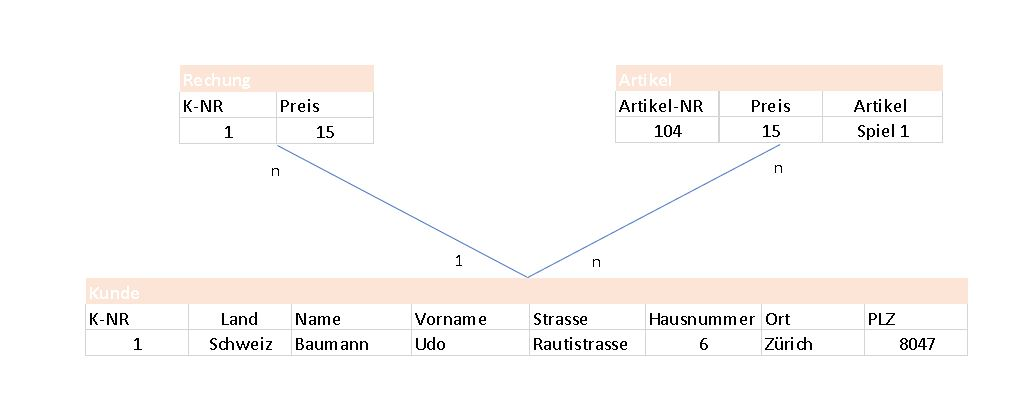 Rechung
K-NR Preis
1 15
Artikel
Artikel-NR Preis Artikel
104 15 Spiel 1
n
n
1
n
Kunde
K-NR Land Name Vorname Strasse Hausnummer Ort PLZ
1 Schweiz Baumann Udo Rautistrasse 6 Zürich 8047